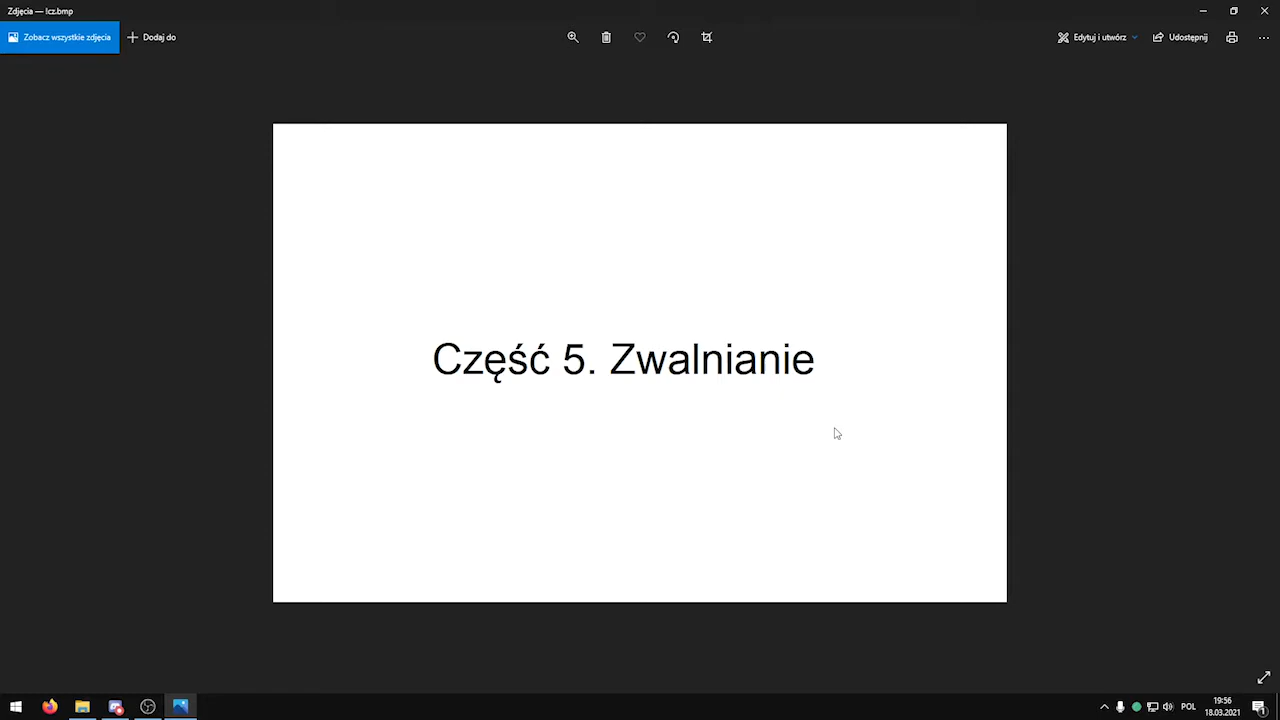 Zdjęcia — !cz.bmp
Zobacz wszystkie zdjęcia
Dodaj do
Edytuj i utwórz
Udostępnij
Część 5. Zwalnianie
POL
19:56
18.03.2021